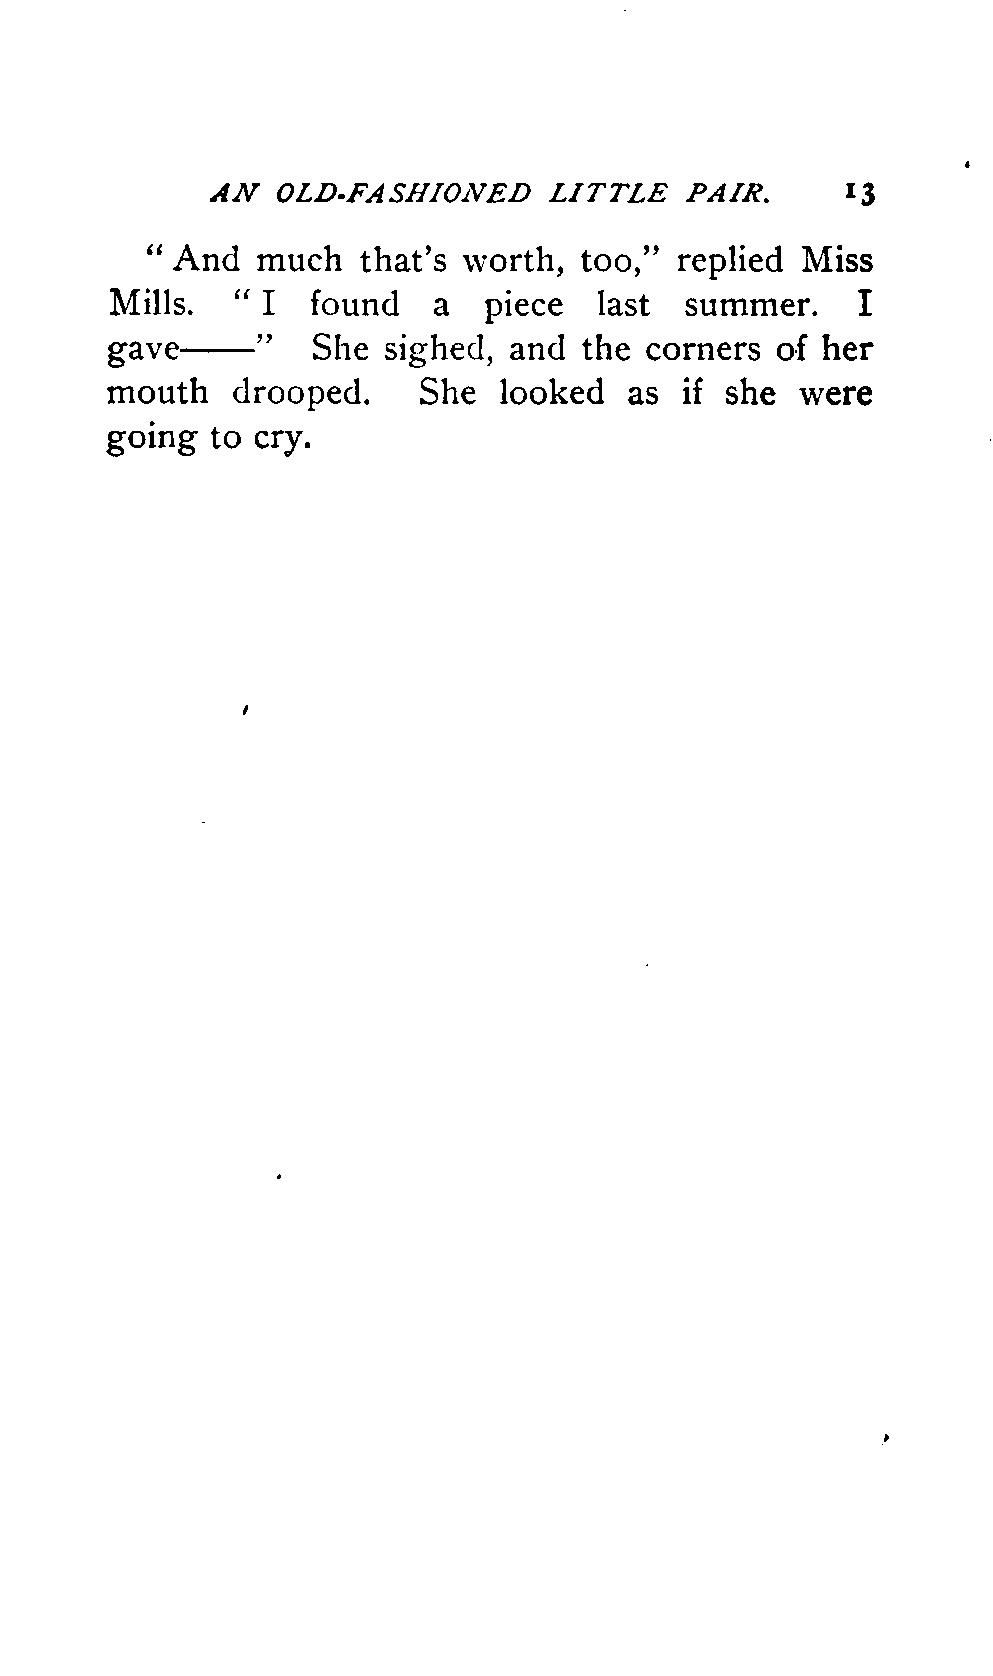 AN OLD-FASHIONED LITTLE PAIR. 13
" And much that's worth, too," replied Miss
Mills. " I found a piece last summer. I
gave——" She sighed, and the corners of her
mouth drooped. She looked as if she were
going to cry.